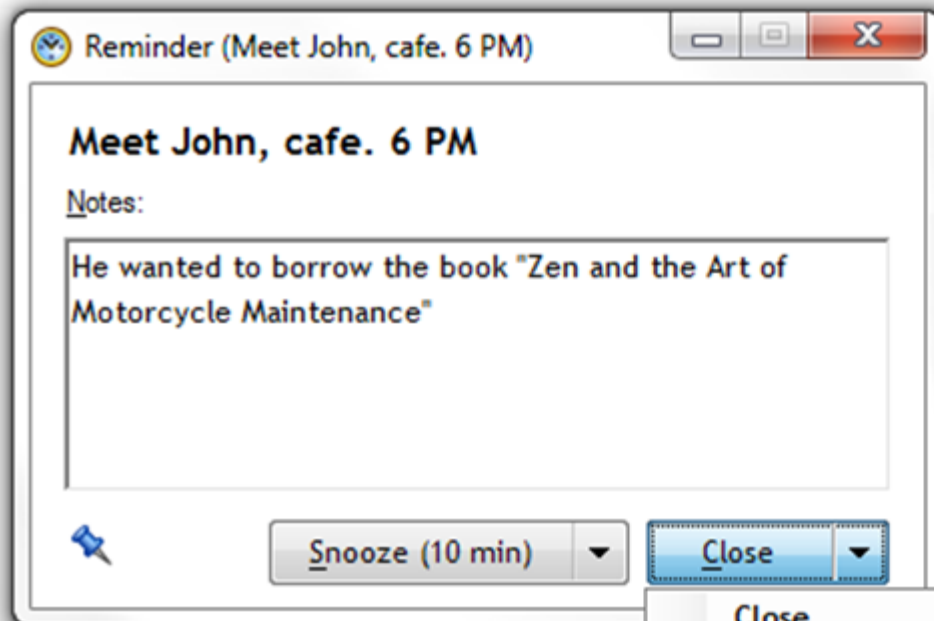 Reminder (Meet John, cafe. 6 PM)
Meet John, cafe. 6 PM
Notes:
He wanted to borrow the book "Zen and the Art of
Motorcycle Maintenance"
Snooze (10 min)
Close
Close